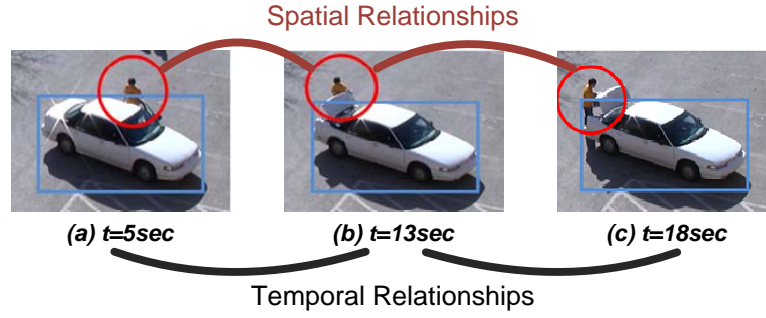 Spatial Relationships
(a) t=5sec
(b) t=13sec
(c) t=18sec
Temporal Relationships